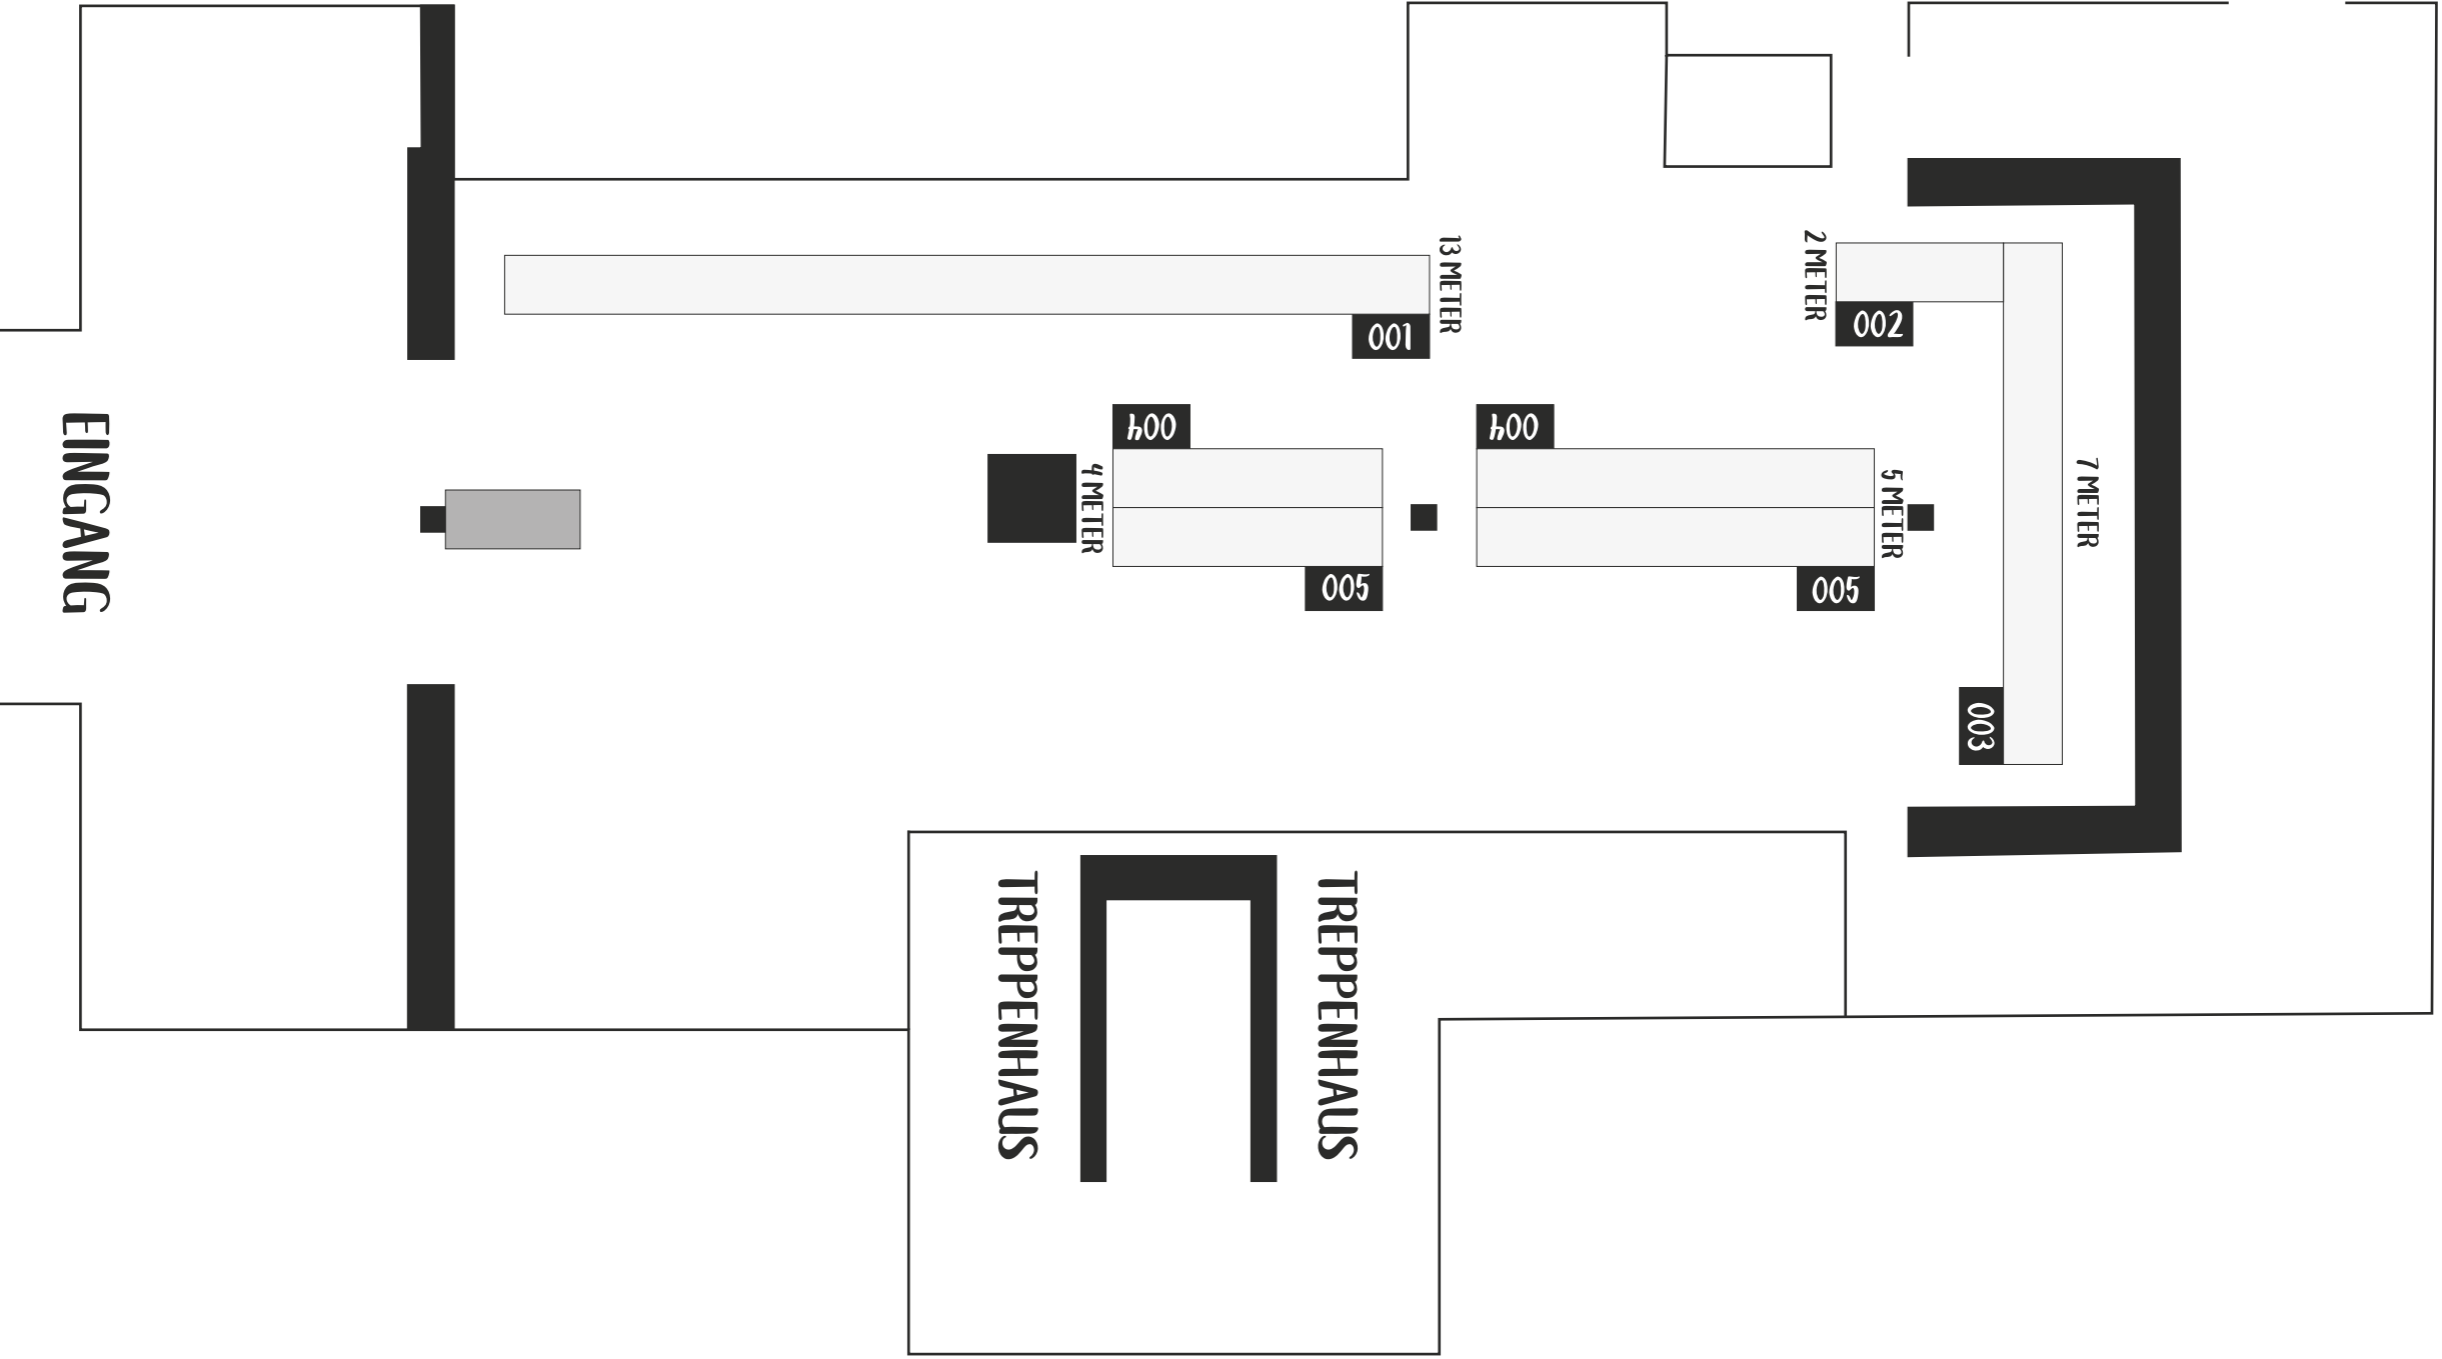 EINGANG
13 METER
001
2 METER
002
004
004
4 METER
5 METER
7 METER
005
005
003
TREPPENHAUS
TREPPENHAUS